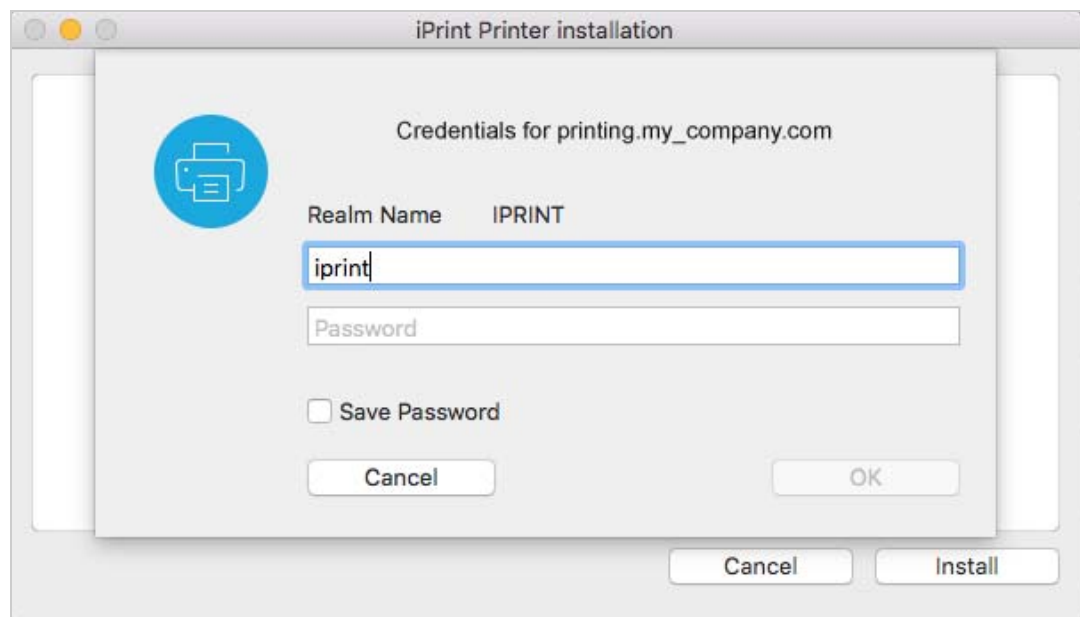 iPrint Printer installation
Credentials for printing.my_company.com
Realm Name IPRINT
iprint
Password
Save Password
Cancel OK
Cancel Install